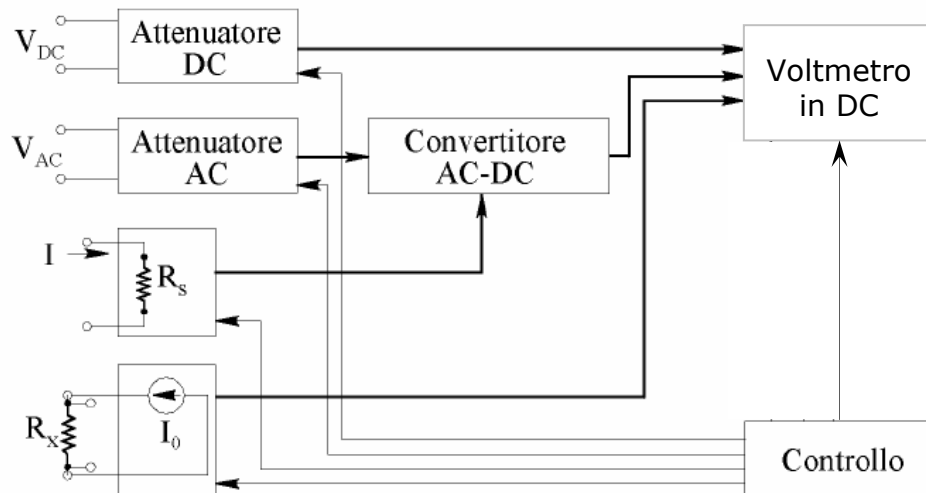 V_DC
Attenuatore
DC
Voltmetro
in DC
V_AC
Attenuatore
AC
Convertitore
AC-DC
I
R_s
R_x
I_0
Controllo